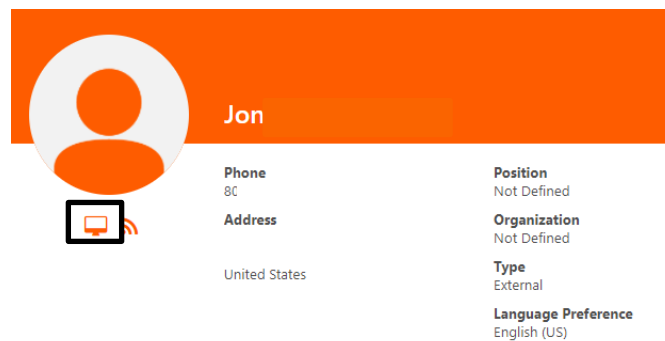 Jon
Phone
80
Address
United States
Position
Not Defined
Organization
Not Defined
Type
External
Language Preference
English (US)